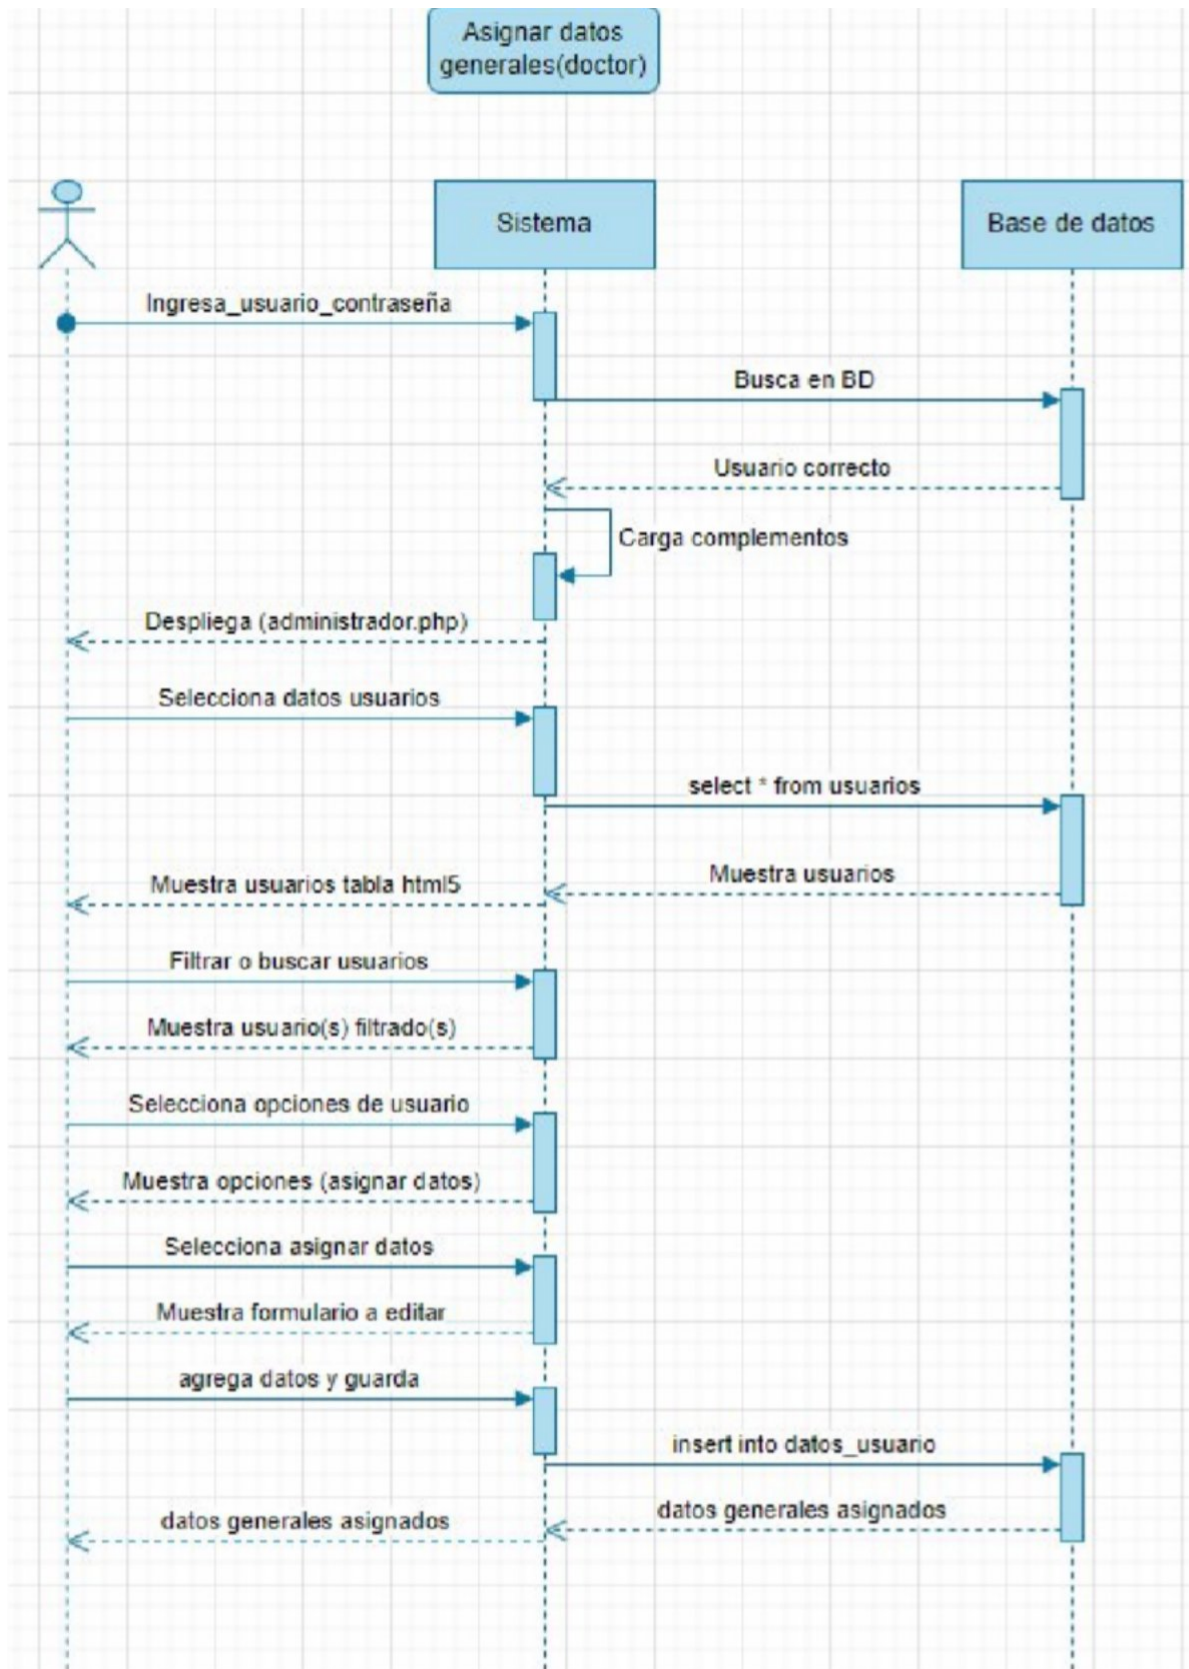 Asignar datos
generales(doctor)
Sistema
Base de datos
Ingresa_usuario_contraseña
Busca en BD
Usuario correcto
Carga complementos
Despliega (administrador.php)
Selecciona datos usuarios
select * from usuarios
Muestra usuarios
Muestra usuarios tabla html5
Filtrar o buscar usuarios
Muestra usuario(s) filtrado(s)
Selecciona opciones de usuario
Muestra opciones (asignar datos)
Selecciona asignar datos
Muestra formulario a editar
agrega datos y guarda
insert into datos_usuario
datos generales asignados
datos generales asignados